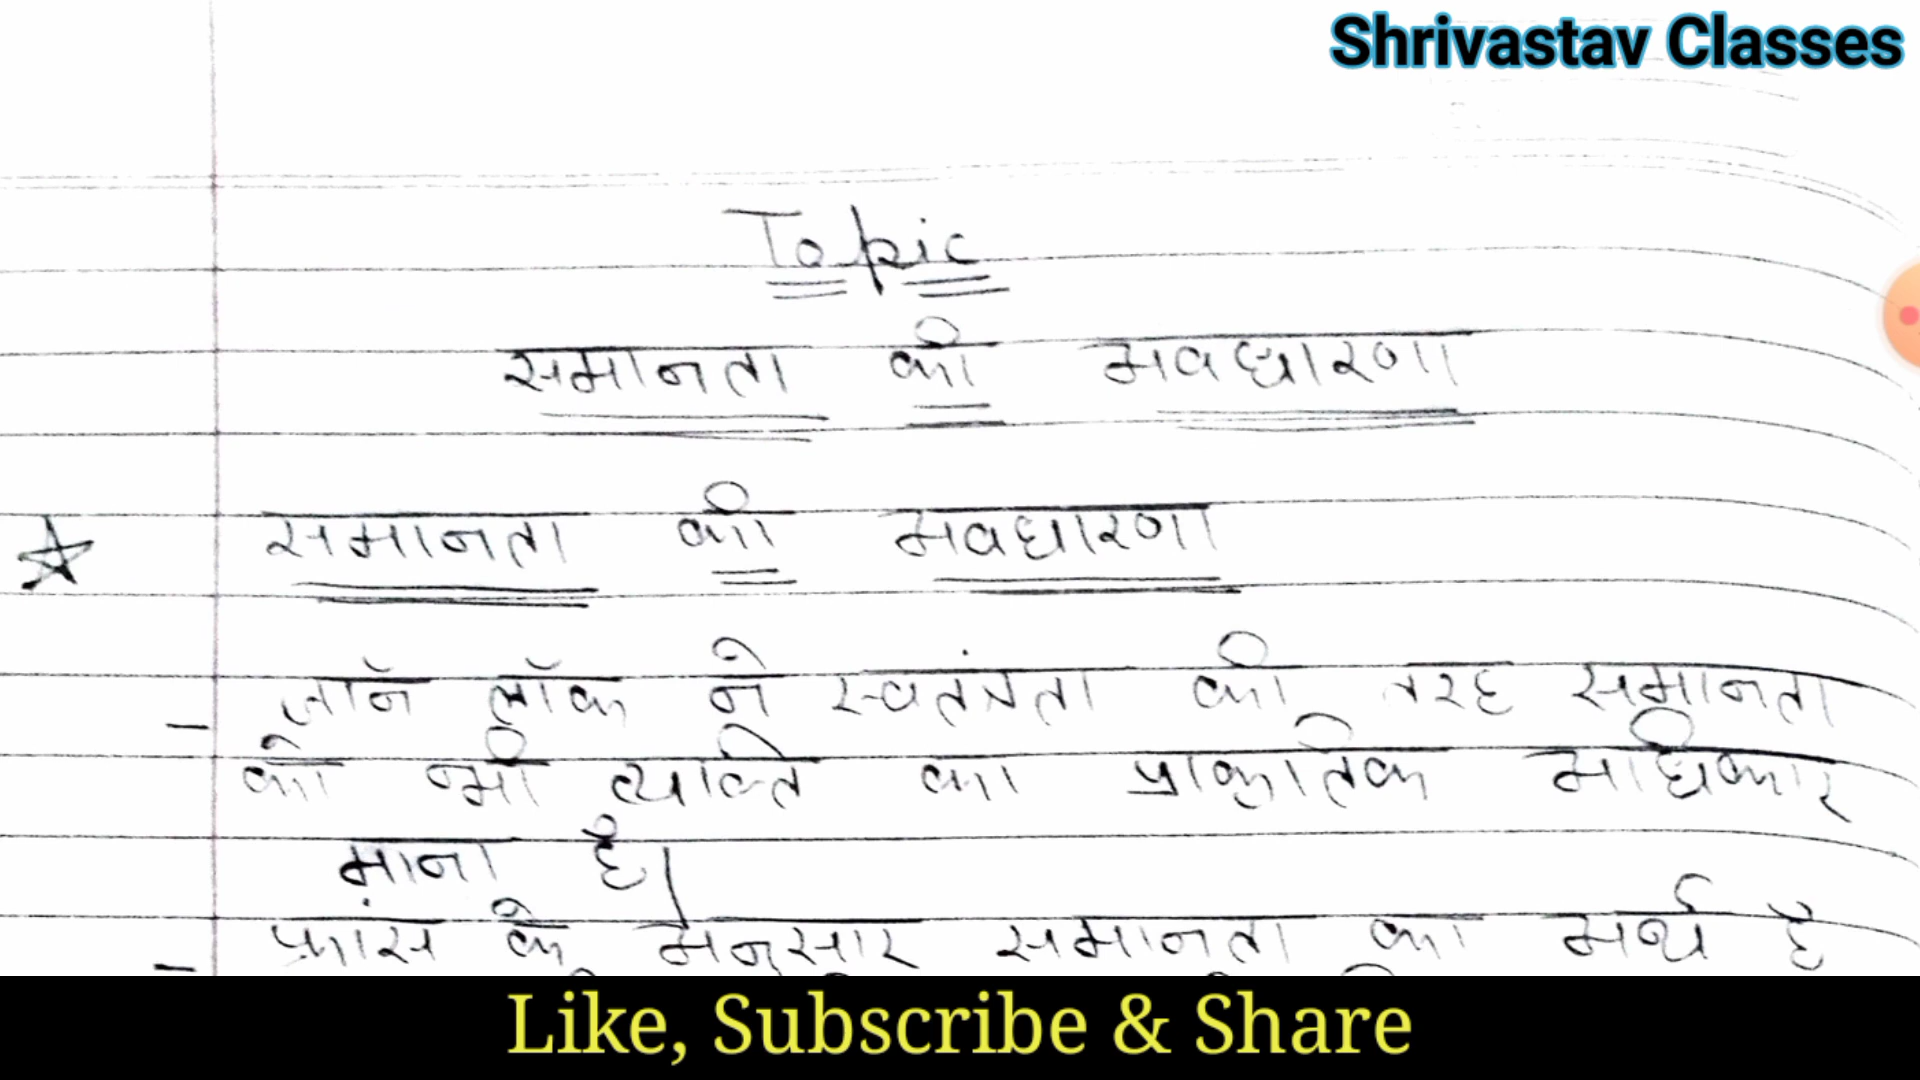 Shrivastav Classes
Topic
समानता की अवधारणा
समानता की अवधारणा
- जॉन लॉक ने स्वतंत्रता की तरह समानता
को भी व्यक्ति का प्राकृतिक अधिकार
माना है।
- फ्रांस के अनुसार समानता का अर्थ है
Like, Subscribe & Share